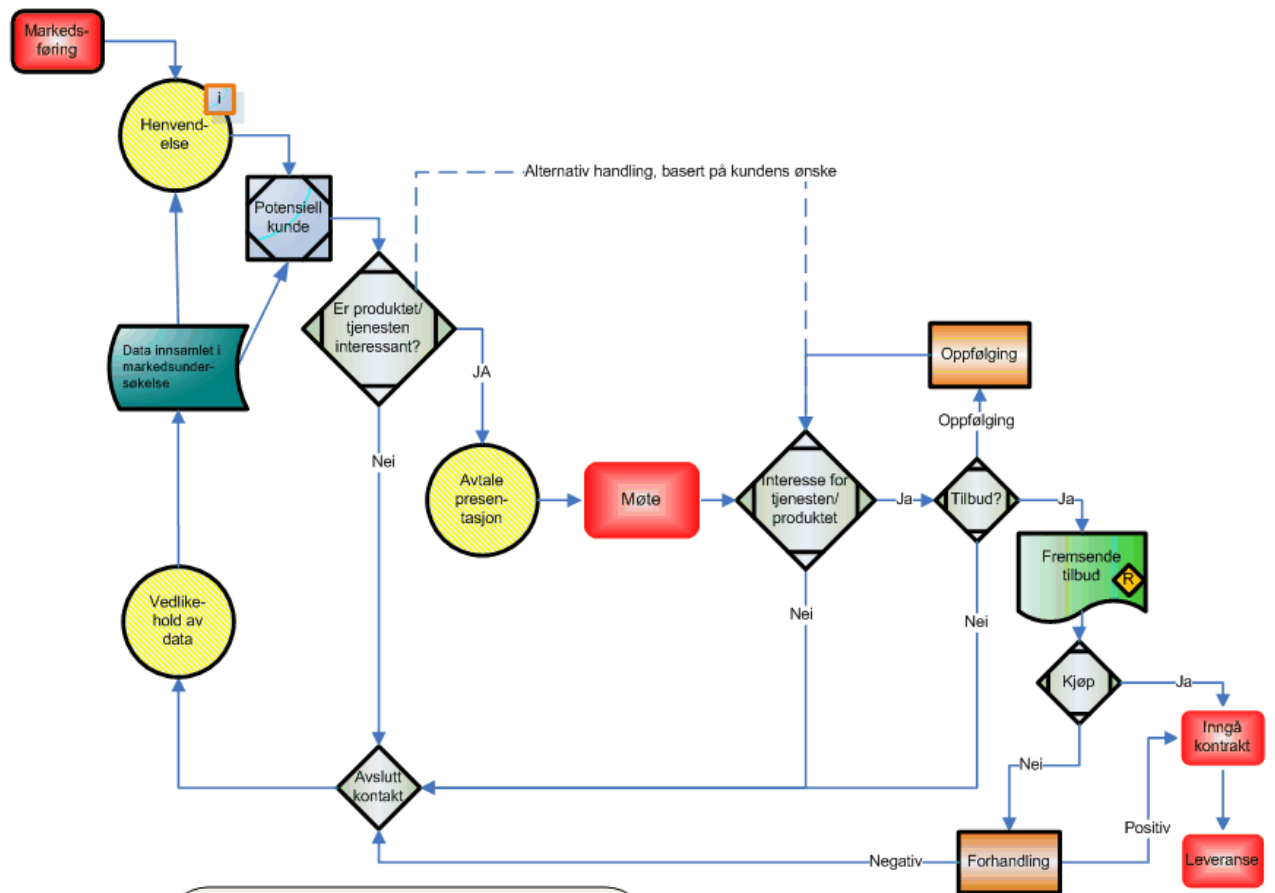 Markeds-
føring
i
Henvend-
else
Alternativ handling, basert på kundens ønske
Potensiell
kunde
Er produktet/
tjenesten
interessant?
Data innsamlet i
markedsunder-
søkelse
Oppfølging
JA
Oppfølging
Nei
Avtale
presen-
tasjon
Møte
Interesse for
tjenesten/
produktet
Ja
Tilbud?
Ja
Fremsende
tilbud
R
Vedlike-
hold av
data
Nei
Nei
Kjøp
Ja
Inngå
kontrakt
Nei
Avslutt
kontakt
Positiv
Negativ
Forhandling
Leveranse